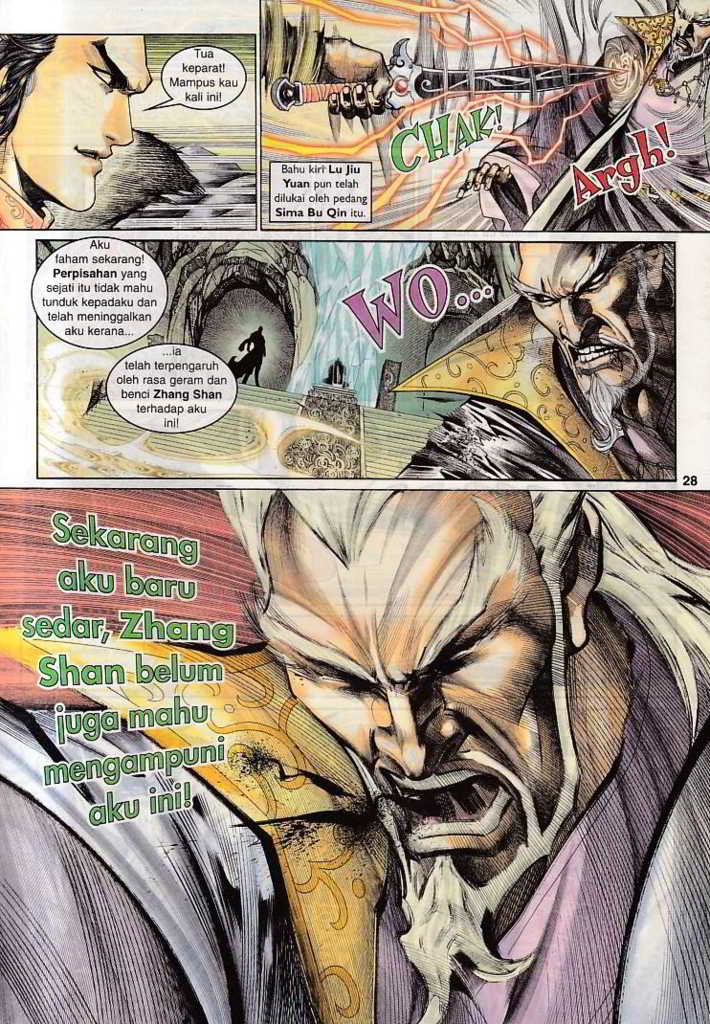 Tua
keparat!
Mampus kau
kali ini!
CHAK!
Argh!
Bahu kiri Lu Jiu
Yuan pun telah
dilukai oleh pedang
Sima Bu Qin itu.
Aku
faham sekarang!
Perpisahan yang
sejati itu tidak mahu
tunduk kepadaku dan
telah meninggalkan
aku kerana...
...ia
telah terpengaruh
oleh rasa geram dan
benci Zhang Shan
terhadap aku
ini!
WO...
28
Sekarang
aku baru
sedar, Zhang
Shan belum
juga mahu
mengampuni
aku ini!